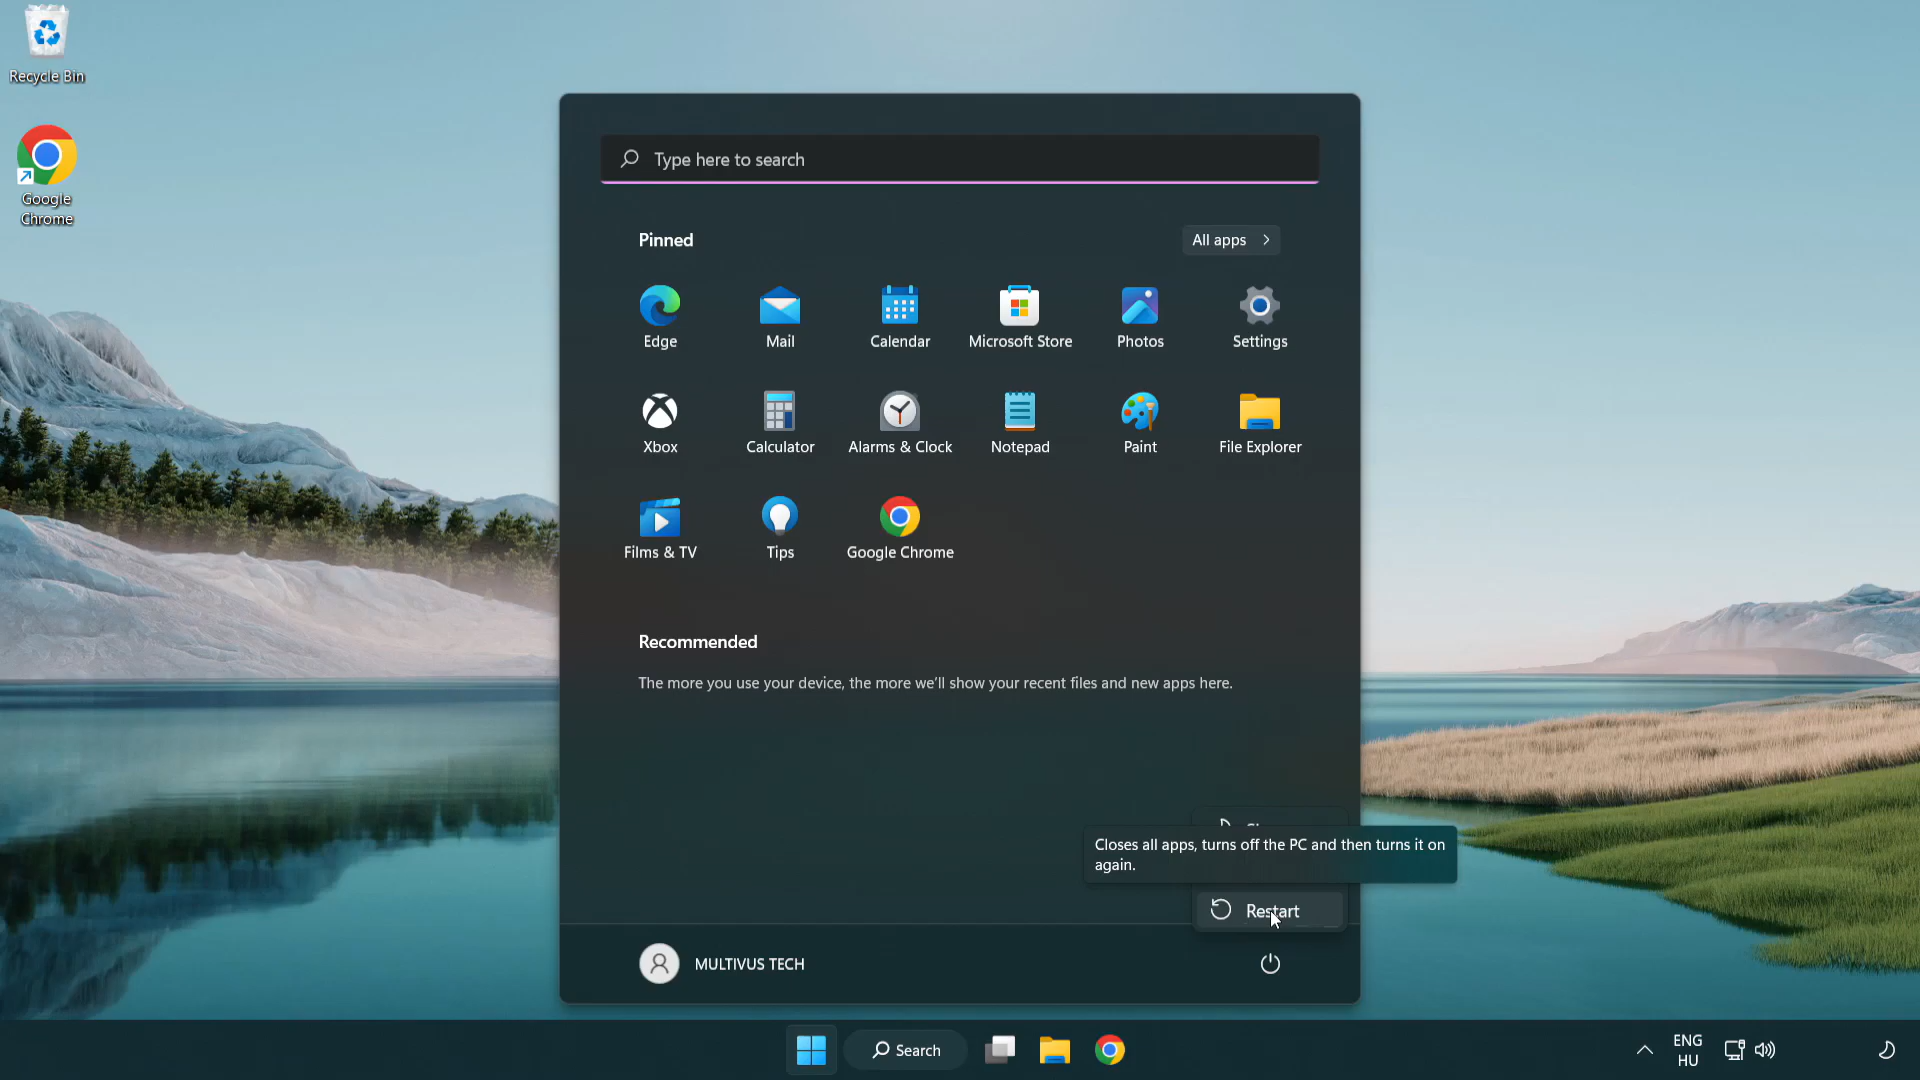 Recycle Bin
Google
Chrome
Type here to search
Pinned
All apps
Edge
Mail
Calendar
Microsoft Store
Photos
Settings
Xbox
Calculator
Alarms & Clock
Notepad
Paint
File Explorer
Films & TV
Tips
Google Chrome
Recommended
The more you use your device, the more we'll show your recent files and new apps here.
Closes all apps, turns off the PC and then turns it on
again.
Restart
MULTIVUS TECH
Search
ENG
HU